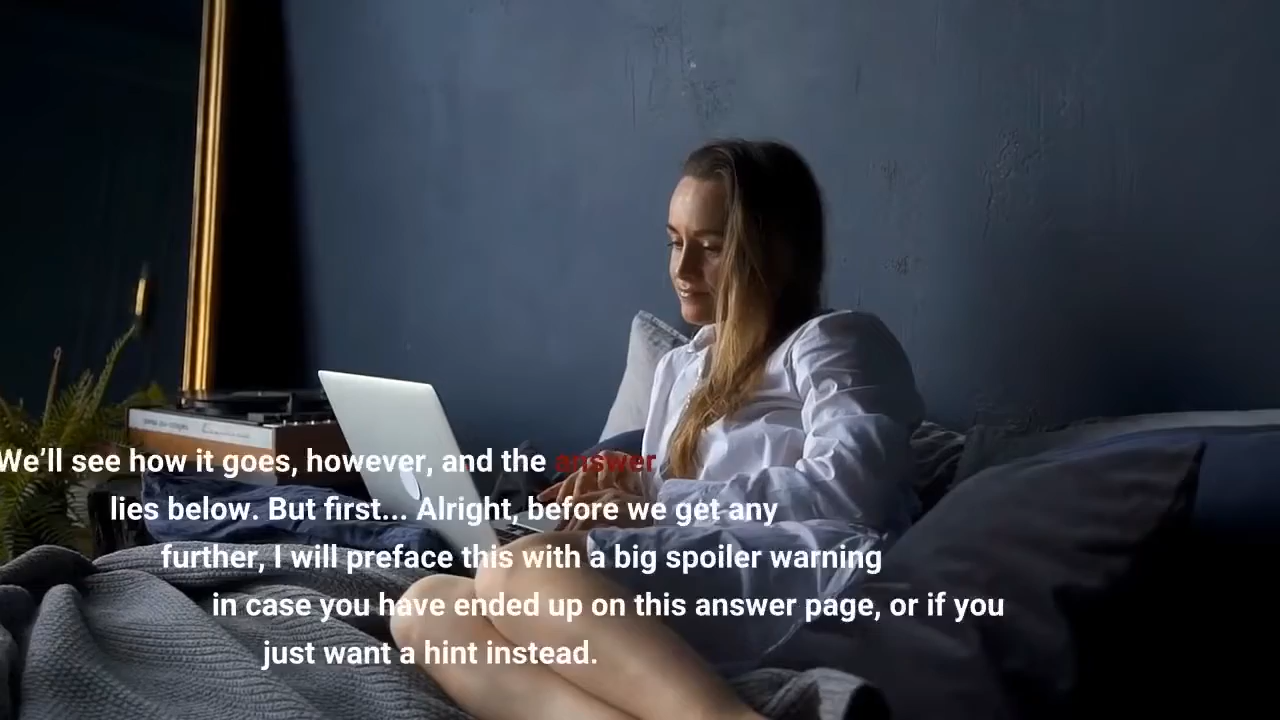 We'll see how it goes, however, and the answer
lies below. But first... Alright, before we get any
further, I will preface this with a big spoiler warning
in case you have ended up on this answer page, or if you
just want a hint instead.